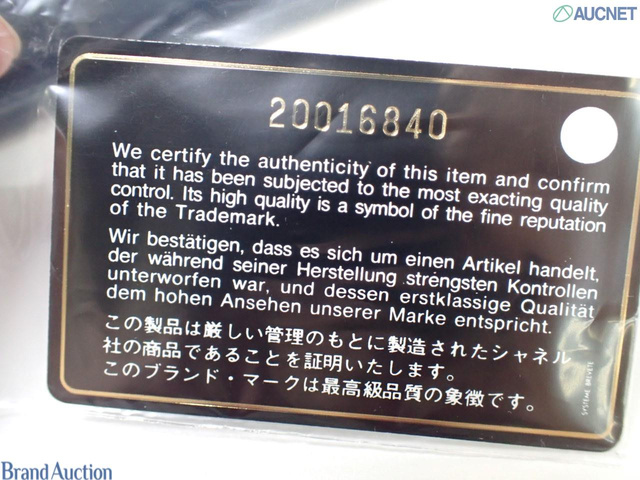 AUCNET
20016840
We certify the authenticity of this item and confirm
that it has been subjected to the most exacting quality
control. Its high quality is a symbol of the fine reputation
of the Trademark.
Wir bestätigen, dass es sich um einen Artikel handelt,
der während seiner Herstellung strengsten Kontrollen
unterworfen war, und dessen erstklassige Qualität
dem hohen Ansehen unserer Marke entspricht.
この製品は厳しい管理のもとに製造されたシャネル
社の商品であることを証明いたします。
このブランド・マークは最高級品質の象徴です。
SYSTEME BREVETE
Brand Auction